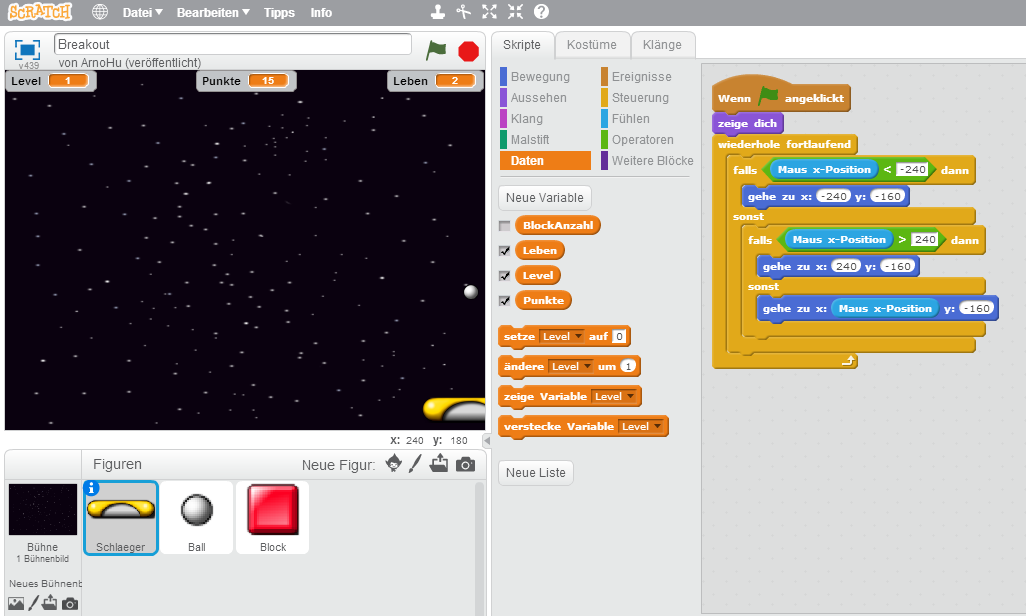 SCRATCH Datei Bearbeiten Tipps Info
Breakout
von ArnoHu (veröffentlicht)
v439
Level 1 Punkte 15 Leben 2
x: 240 y: 180
Figuren Neue Figur:
Bühne
1 Bühnenbild
Neues Bühnenb
Schlaeger Ball Block
Skripte Kostüme Klänge
Bewegung Ereignisse
Aussehen Steuerung
Klang Fühlen
Malstift Operatoren
Daten Weitere Blöcke
Neue Variable
BlockAnzahl
Leben
Level
Punkte
setze Level auf 0
ändere Level um 1
zeige Variable Level
verstecke Variable Level
Neue Liste
Wenn angeklickt
zeige dich
wiederhole fortlaufend
falls Maus x-Position < -240 dann
gehe zu x: -240 y: -160
sonst
falls Maus x-Position > 240 dann
gehe zu x: 240 y: -160
sonst
gehe zu x: Maus x-Position y: -160